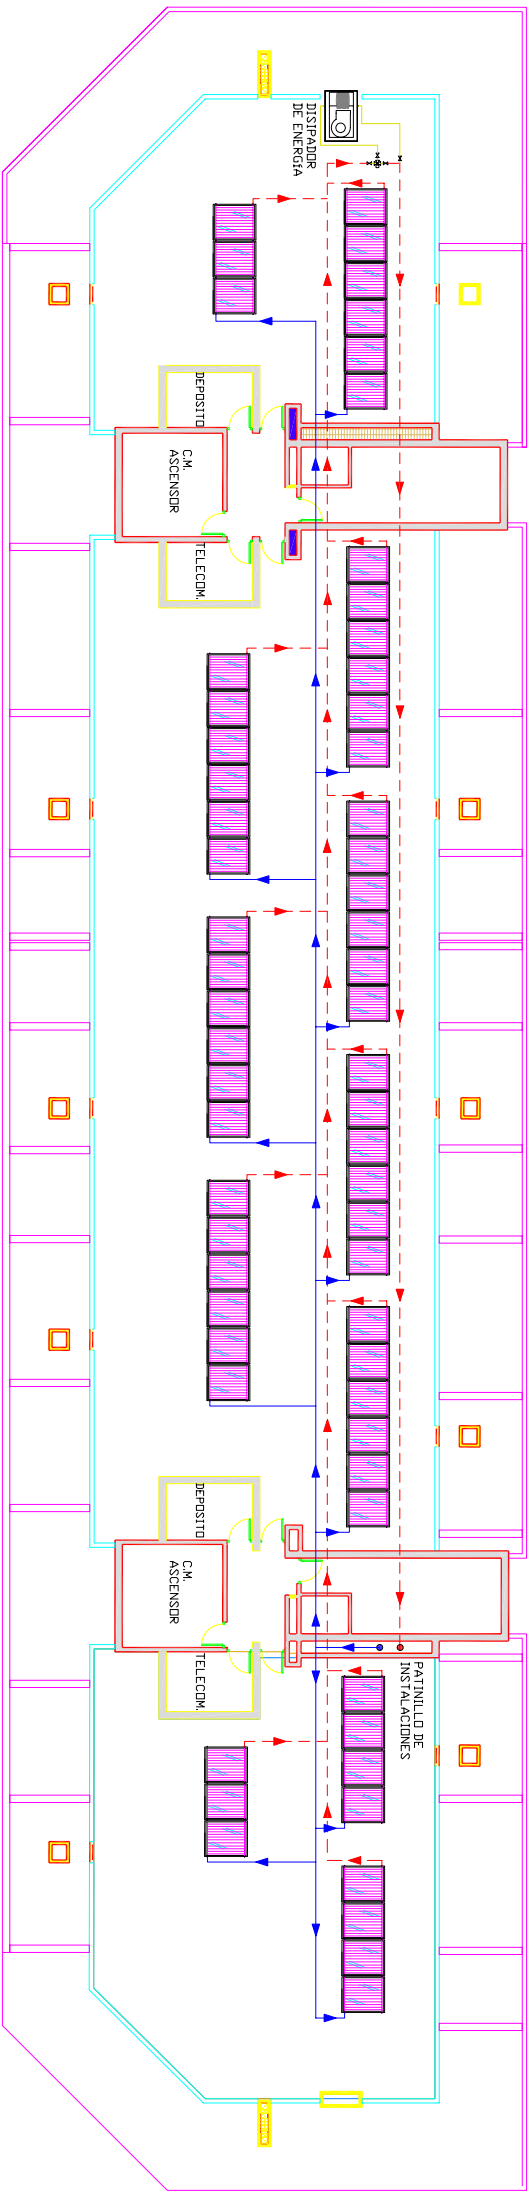 DISIPADOR
DE ENERGÍA
DEPOSITO
C.M.
ASCENSOR
TELECOM.
DEPOSITO
C.M.
ASCENSOR
TELECOM.
PATINILLO DE
INSTALACIONES